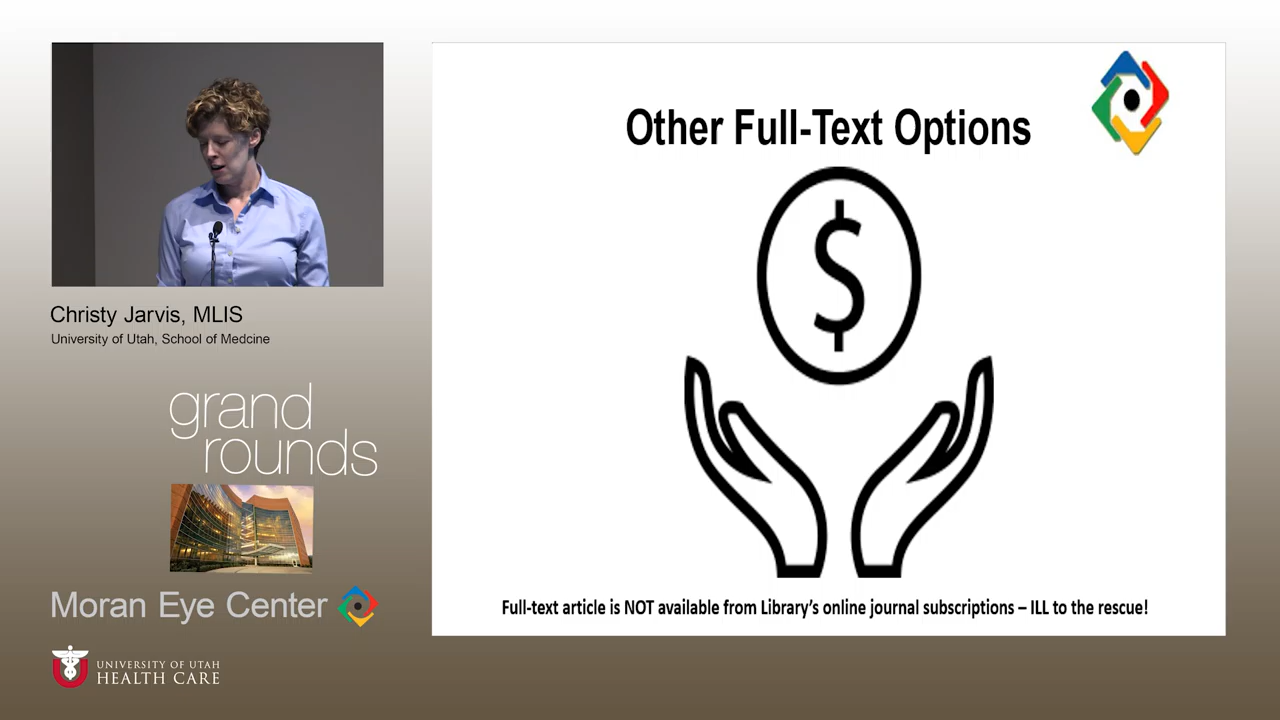 Other Full-Text Options
$
Full-text article is NOT available from Library's online journal subscriptions – ILL to the rescue!
Christy Jarvis, MLIS
University of Utah, School of Medcine
grand
rounds
Moran Eye Center
U
UNIVERSITY OF UTAH
HEALTH CARE